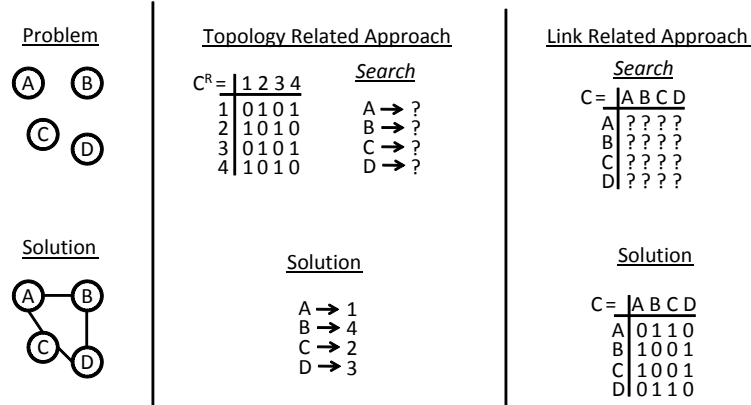 Problem
A B
C
D
Solution
A B
C
D
Topology Related Approach
Search
Cᴿ = 1 2 3 4
1 0 1 0 1
2 1 0 1 0
3 0 1 0 1
4 1 0 1 0
A → ?
B → ?
C → ?
D → ?
Solution
A → 1
B → 4
C → 2
D → 3
Link Related Approach
Search
C = A B C D
A ? ? ? ?
B ? ? ? ?
C ? ? ? ?
D ? ? ? ?
Solution
C = A B C D
A 0 1 1 0
B 1 0 0 1
C 1 0 0 1
D 0 1 1 0